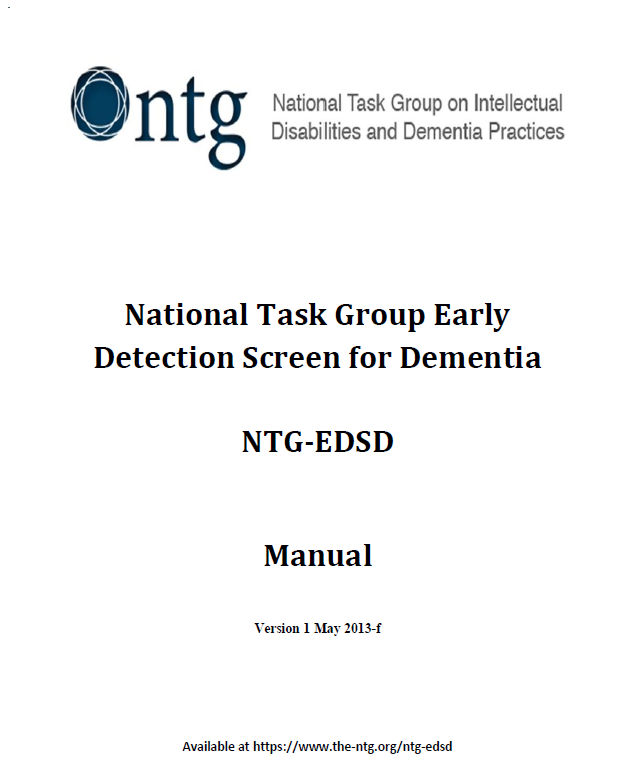 ntg
National Task Group on Intellectual
Disabilities and Dementia Practices
National Task Group Early
Detection Screen for Dementia
NTG-EDSD
Manual
Version 1 May 2013-f
Available at https://www.the-ntg.org/ntg-edsd